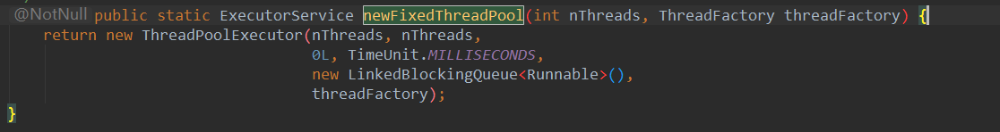 @NotNull public static ExecutorService newFixedThreadPool(int nThreads, ThreadFactory threadFactory) {
return new ThreadPoolExecutor(nThreads, nThreads,
0L, TimeUnit.MILLISECONDS,
new LinkedBlockingQueue<Runnable>(),
threadFactory);
}